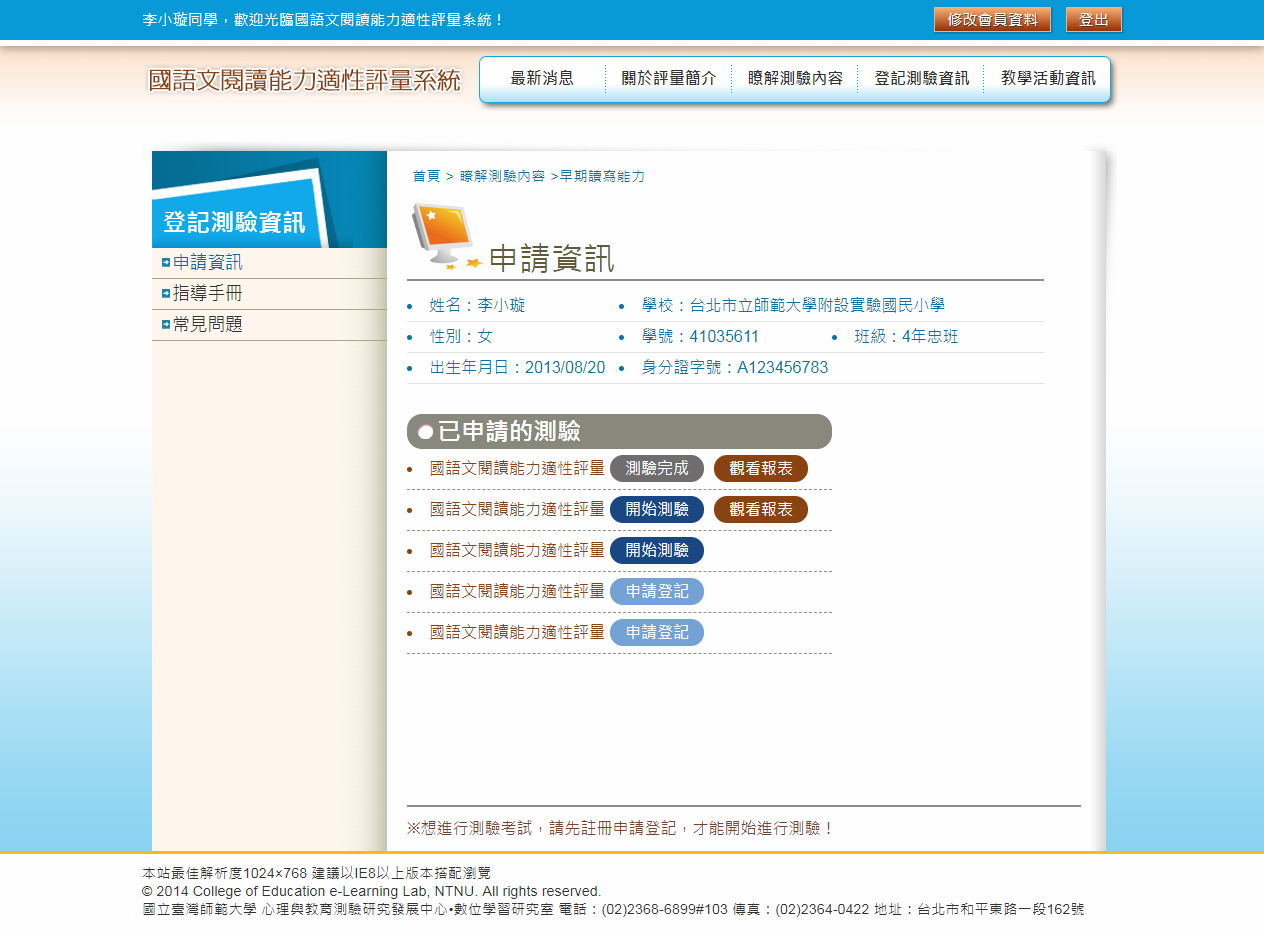 李小璇同學，歡迎光臨國語文閱讀能力適性評量系統！
修改會員資料
登出
國語文閱讀能力適性評量系統
最新消息
關於評量簡介
瞭解測驗內容
登記測驗資訊
教學活動資訊
登記測驗資訊
申請資訊
指導手冊
常見問題
首頁 > 瞭解測驗內容 >早期讀寫能力
申請資訊
姓名：李小璇
學校：台北市立師範大學附設實驗國民小學
性別：女
學號：41035611
班級：4年忠班
出生年月日：2013/08/20
身分證字號：A123456783
已申請的測驗
國語文閱讀能力適性評量 測驗完成 觀看報表
國語文閱讀能力適性評量 開始測驗 觀看報表
國語文閱讀能力適性評量 開始測驗
國語文閱讀能力適性評量 申請登記
國語文閱讀能力適性評量 申請登記
※想進行測驗考試，請先註冊申請登記，才能開始進行測驗！
本站最佳解析度1024×768 建議以IE8以上版本搭配瀏覽
© 2014 College of Education e-Learning Lab, NTNU. All rights reserved.
國立臺灣師範大學 心理與教育測驗研究發展中心•數位學習研究室 電話：(02)2368-6899#103 傳真：(02)2364-0422 地址：台北市和平東路一段162號